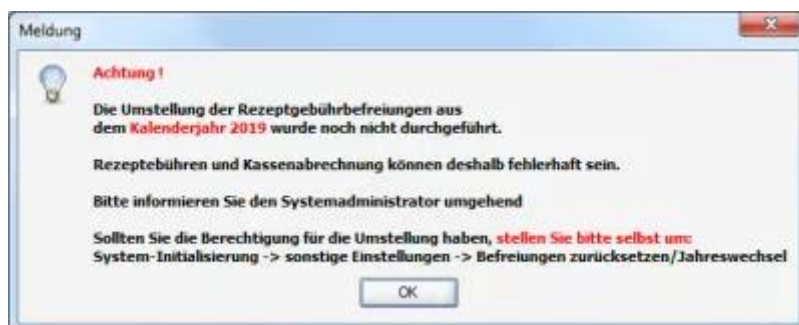 Meldung
Achtung !
Die Umstellung der Rezeptgebührbefreiungen aus
dem Kalenderjahr 2019 wurde noch nicht durchgeführt.
Rezeptebühren und Kassenabrechnung können deshalb fehlerhaft sein.
Bitte informieren Sie den Systemadministrator umgehend
Sollten Sie die Berechtigung für die Umstellung haben, stellen Sie bitte selbst um:
System-Initialisierung -> sonstige Einstellungen -> Befreiungen zurücksetzen/Jahreswechsel
OK